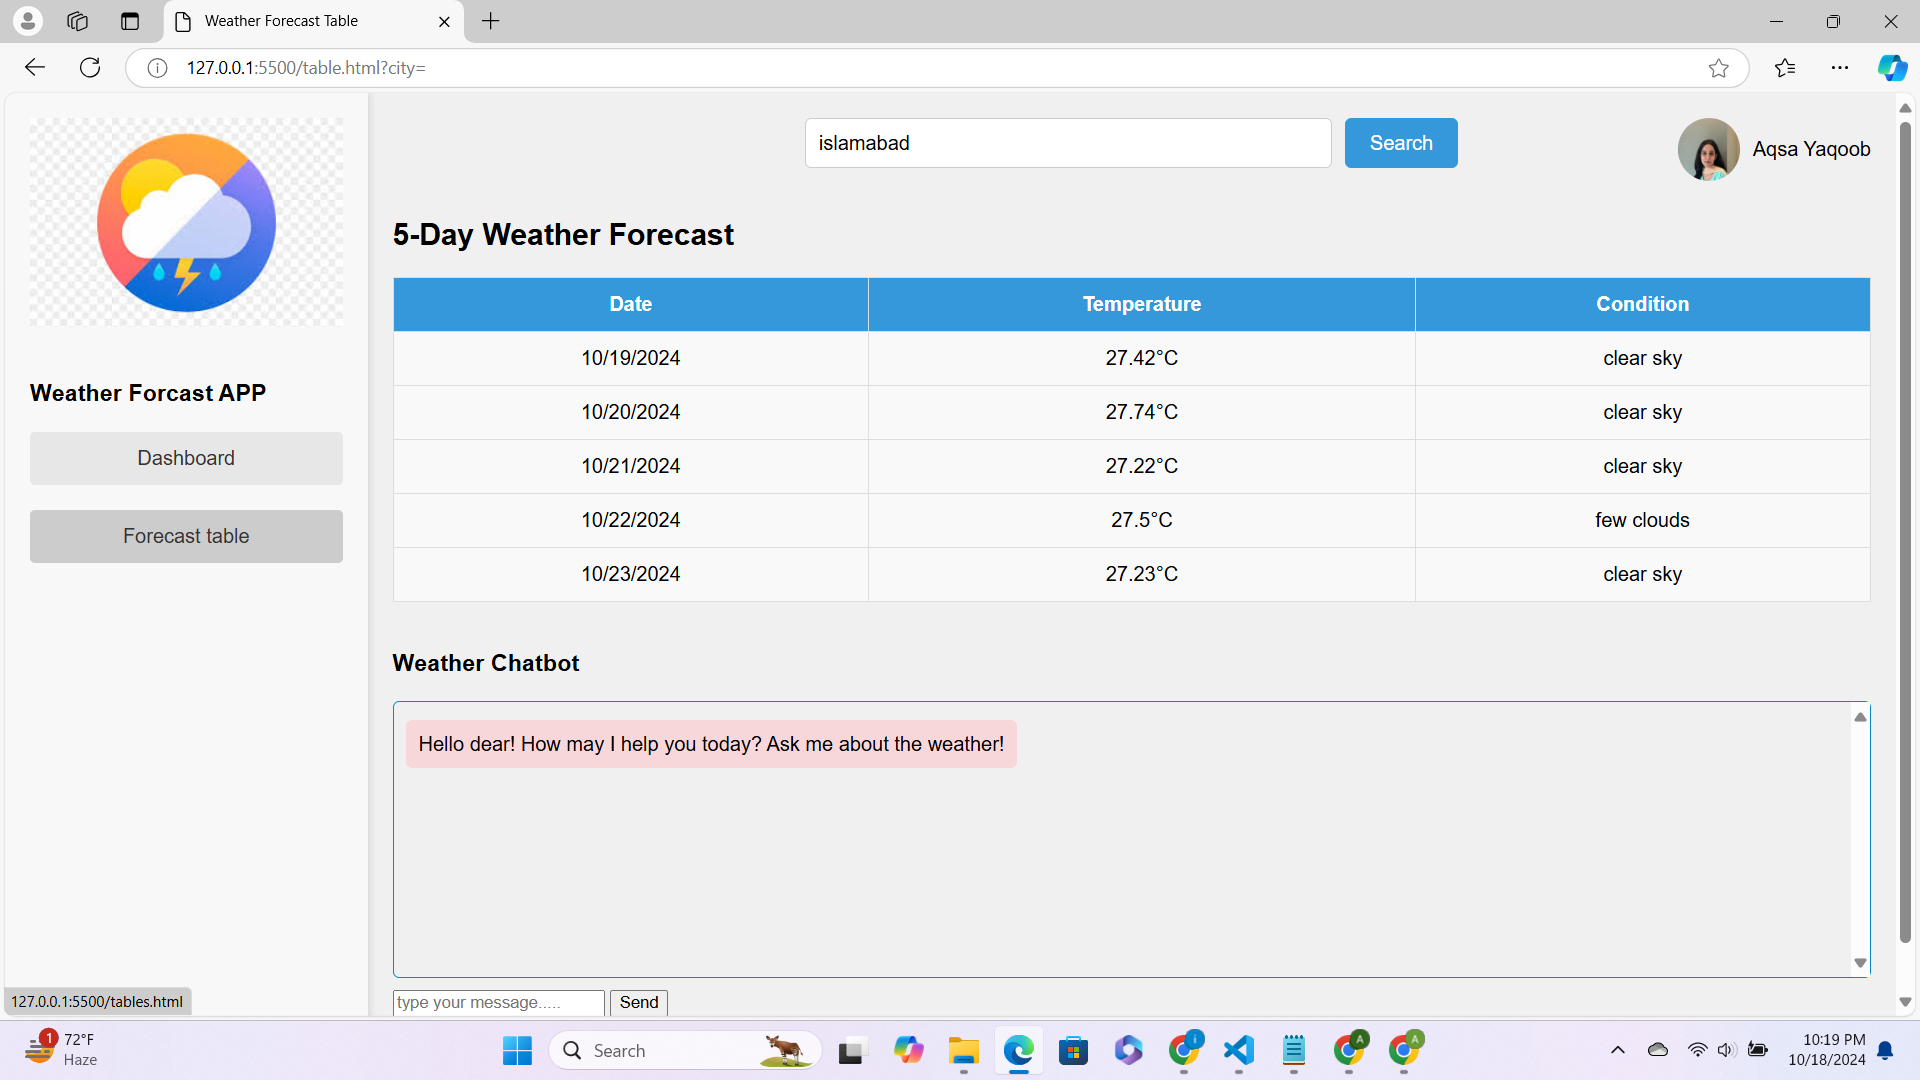 Weather Forecast Table
127.0.0.1:5500/table.html?city=
islamabad
Search
Aqsa Yaqoob
5-Day Weather Forecast
Date Temperature Condition
10/19/2024 27.42°C clear sky
10/20/2024 27.74°C clear sky
10/21/2024 27.22°C clear sky
10/22/2024 27.5°C few clouds
10/23/2024 27.23°C clear sky
Weather Forcast APP
Dashboard
Forecast table
Weather Chatbot
Hello dear! How may I help you today? Ask me about the weather!
type your message.....
Send
127.0.0.1:5500/tables.html
1
72°F
Haze
Search
i
A
A
10:19 PM
10/18/2024